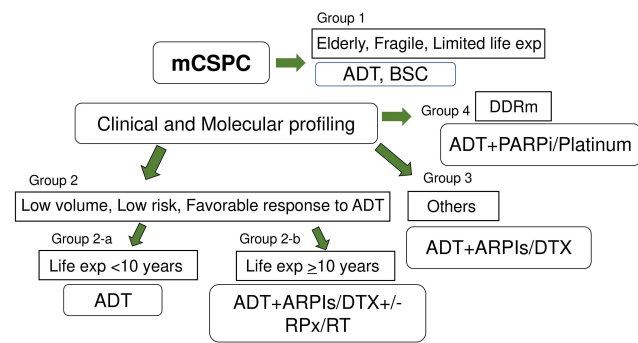 Group 1
mCSPC
Elderly, Fragile, Limited life exp
ADT, BSC
Clinical and Molecular profiling
Group 4
DDRm
ADT+PARPi/Platinum
Group 2
Low volume, Low risk, Favorable response to ADT
Group 3
Others
ADT+ARPIs/DTX
Group 2-a
Life exp <10 years
ADT
Group 2-b
Life exp ≥10 years
ADT+ARPIs/DTX+/-
RPx/RT